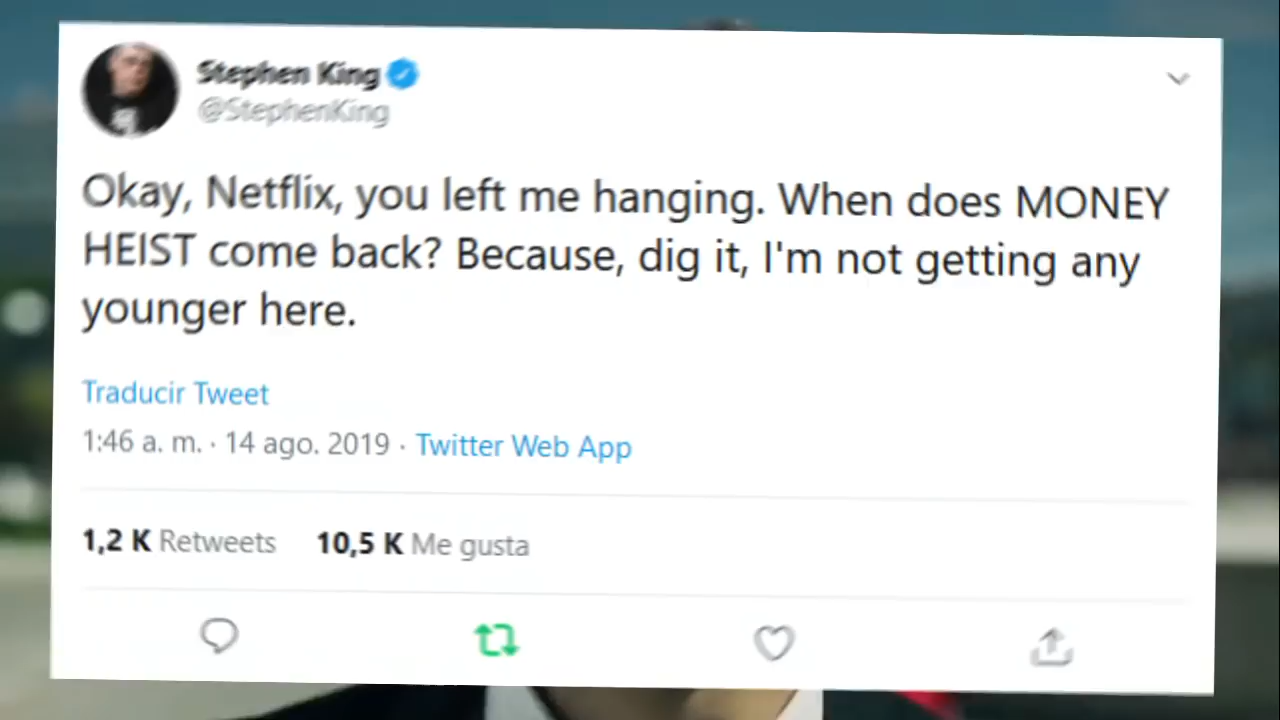 Stephen King
@StephenKing
Okay, Netflix, you left me hanging. When does MONEY
HEIST come back? Because, dig it, I'm not getting any
younger here.
Traducir Tweet
1:46 a. m. · 14 ago. 2019 · Twitter Web App
1,2 K Retweets 10,5 K Me gusta